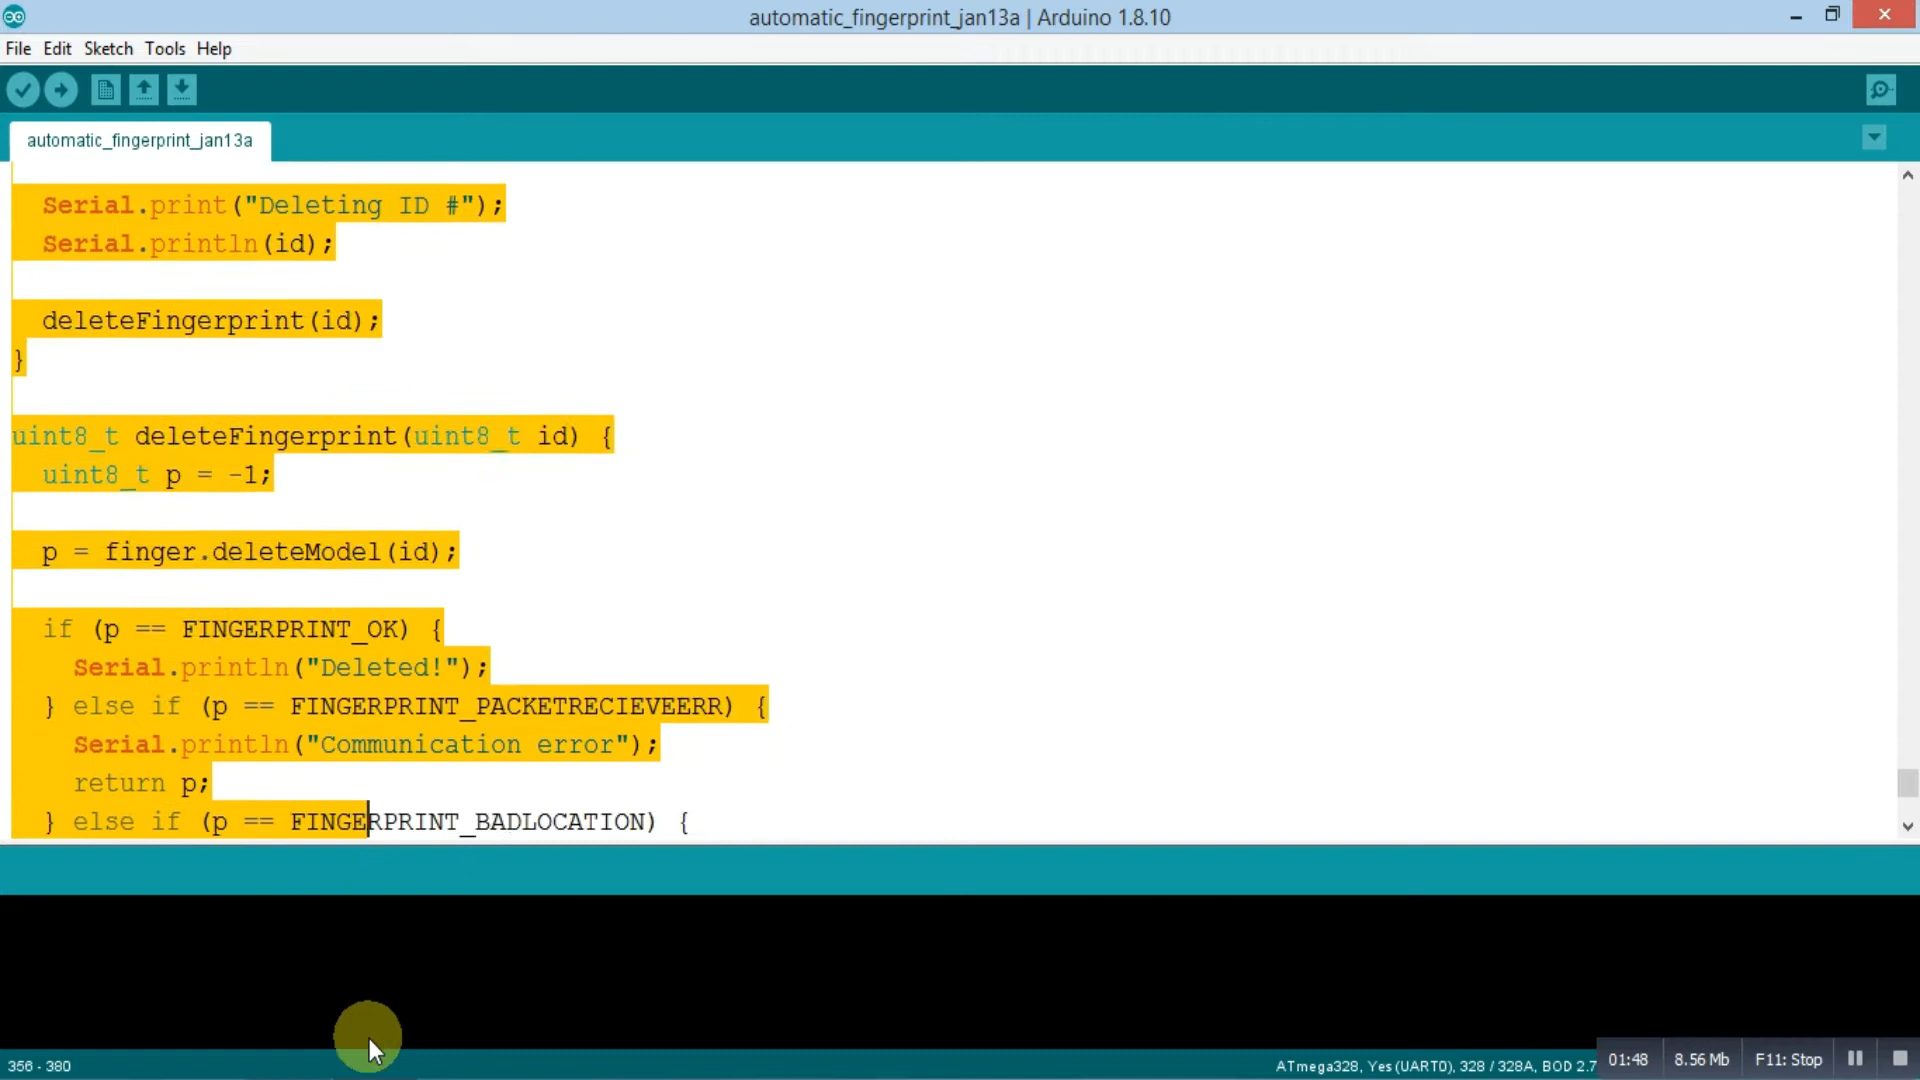 automatic_fingerprint_jan13a | Arduino 1.8.10
File Edit Sketch Tools Help
automatic_fingerprint_jan13a
Serial.print("Deleting ID #");
Serial.println(id);
deleteFingerprint(id);
}
uint8_t deleteFingerprint(uint8_t id) {
uint8_t p = -1;
p = finger.deleteModel(id);
if (p == FINGERPRINT_OK) {
Serial.println("Deleted!");
} else if (p == FINGERPRINT_PACKETRECIEVEERR) {
Serial.println("Communication error");
return p;
} else if (p == FINGERPRINT_BADLOCATION) {
356 - 380
ATmega328, Yes (UART0), 328 / 328A, BOD 2.7
01:48 8.56 Mb F11: Stop